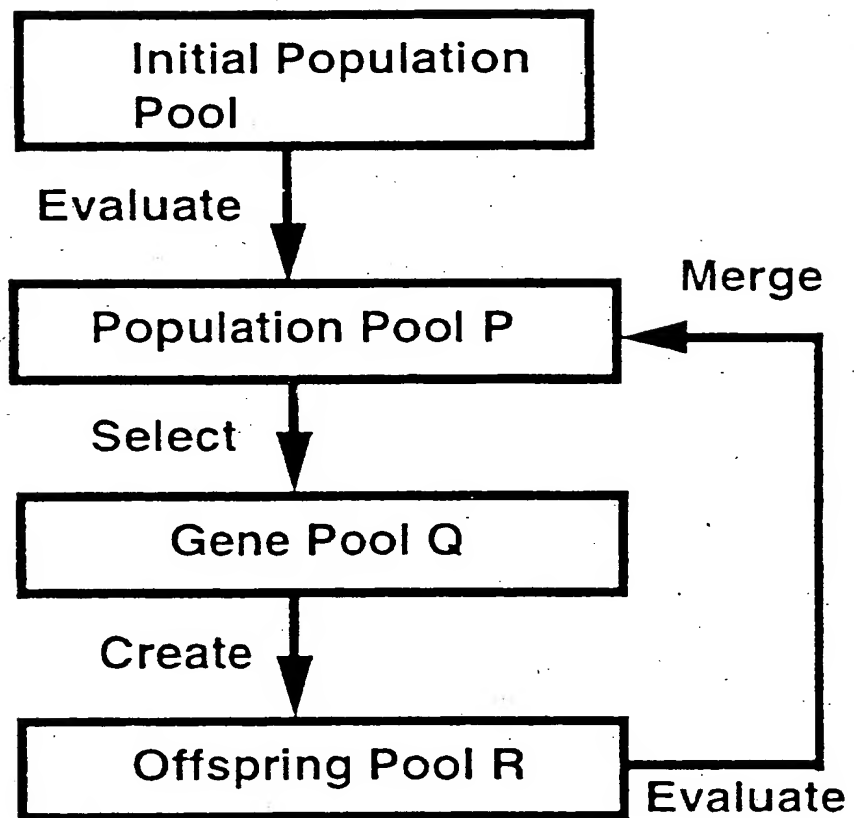 Initial Population
Pool
Evaluate
Merge
Population Pool P
Select
Gene Pool Q
Create
Offspring Pool R
Evaluate